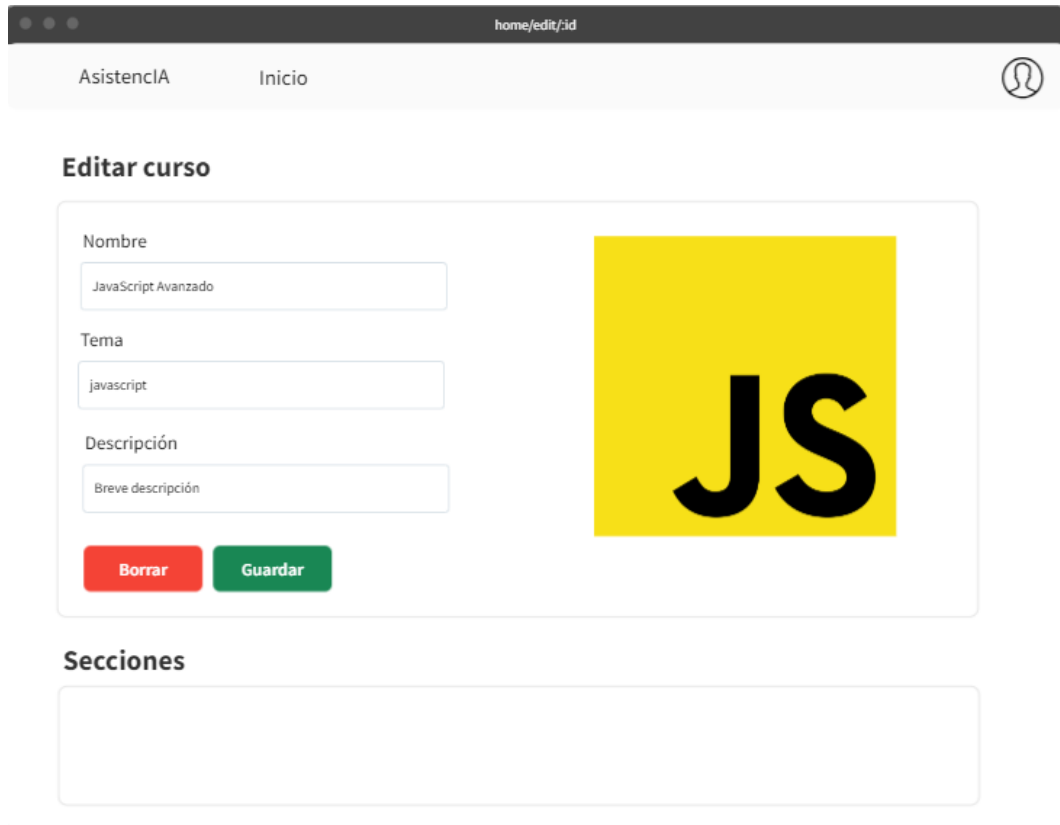 home/edit/:id
AsistencIA Inicio
Editar curso
Nombre
JavaScript Avanzado
Tema
javascript
Descripción
Breve descripción
Borrar Guardar
JS
Secciones